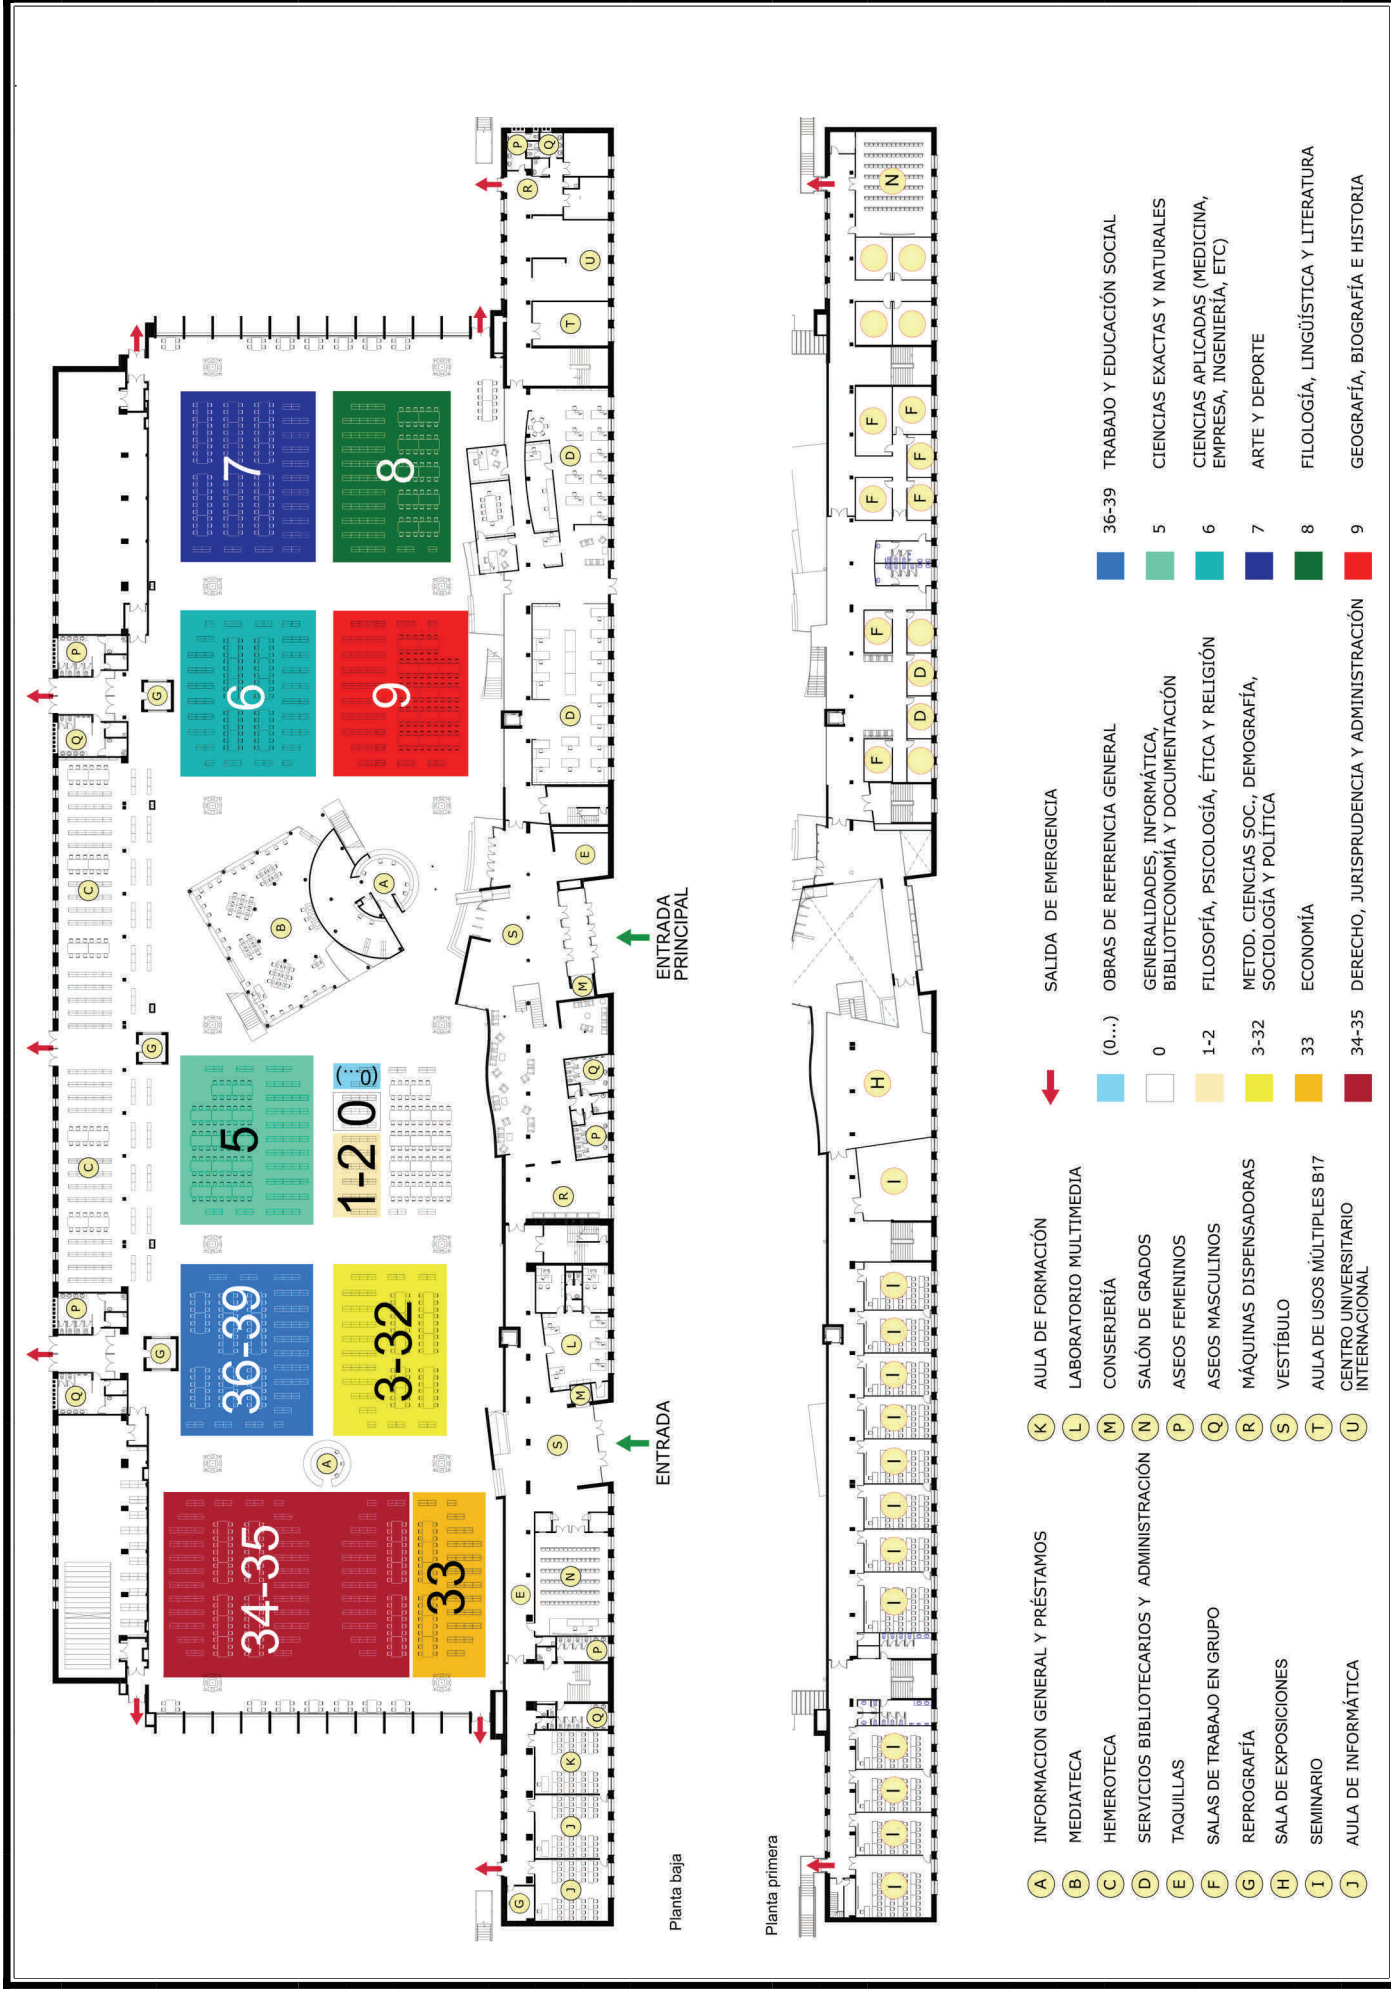 Q
P
Q
P
C
C
G
G
G
34-35
36-39
5
6
7
B
A
A
33
3-32
1-2
0
(...0)
9
8
S
E
G
N
S
M
L
R
P
Q
M
E
D
D
T
U
R
P
Q
J
J
K
Q
P
ENTRADA
ENTRADA
PRINCIPAL
Planta baja
Planta primera
I
I
I
I
I
I
I
I
I
I
I
I
I
H
F
D
D
F
F
F
F
F
F
N
A INFORMACION GENERAL Y PRÉSTAMOS
B MEDIATECA
C HEMEROTECA
D SERVICIOS BIBLIOTECARIOS Y ADMINISTRACIÓN
E TAQUILLAS
F SALAS DE TRABAJO EN GRUPO
G REPROGRAFÍA
H SALA DE EXPOSICIONES
I SEMINARIO
J AULA DE INFORMÁTICA
K AULA DE FORMACIÓN
L LABORATORIO MULTIMEDIA
M CONSERJERÍA
N SALÓN DE GRADOS
P ASEOS FEMENINOS
Q ASEOS MASCULINOS
R MÁQUINAS DISPENSADORAS
S VESTÍBULO
T AULA DE USOS MÚLTIPLES B17
U CENTRO UNIVERSITARIO
INTERNACIONAL
SALIDA DE EMERGENCIA
(0...) OBRAS DE REFERENCIA GENERAL
0 GENERALIDADES, INFORMÁTICA,
BIBLIOTECONOMÍA Y DOCUMENTACIÓN
1-2 FILOSOFÍA, PSICOLOGÍA, ÉTICA Y RELIGIÓN
3-32 METOD. CIENCIAS SOC., DEMOGRAFÍA,
SOCIOLOGÍA Y POLÍTICA
33 ECONOMÍA
34-35 DERECHO, JURISPRUDENCIA Y ADMINISTRACIÓN
36-39 TRABAJO Y EDUCACIÓN SOCIAL
5 CIENCIAS EXACTAS Y NATURALES
6 CIENCIAS APLICADAS (MEDICINA,
EMPRESA, INGENIERÍA, ETC)
7 ARTE Y DEPORTE
8 FILOLOGÍA, LINGÜÍSTICA Y LITERATURA
9 GEOGRAFÍA, BIOGRAFÍA E HISTORIA